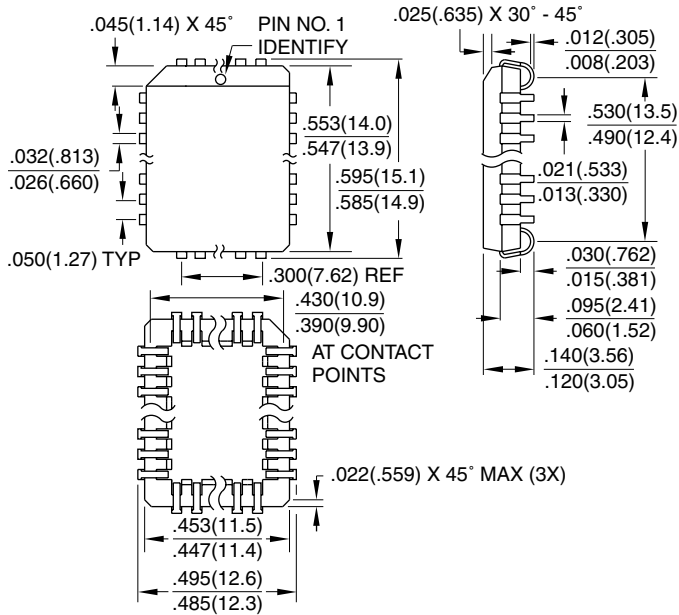 .045(1.14) X 45°
PIN NO. 1
IDENTIFY
.025(.635) X 30° - 45°
.012(.305)
.008(.203)
.553(14.0)
.547(13.9)
.530(13.5)
.490(12.4)
.032(.813)
.026(.660)
.595(15.1)
.585(14.9)
.021(.533)
.013(.330)
.050(1.27) TYP
.300(7.62) REF
.030(.762)
.015(.381)
.430(10.9)
.390(9.90)
AT CONTACT
POINTS
.095(2.41)
.060(1.52)
.140(3.56)
.120(3.05)
.022(.559) X 45° MAX (3X)
.453(11.5)
.447(11.4)
.495(12.6)
.485(12.3)